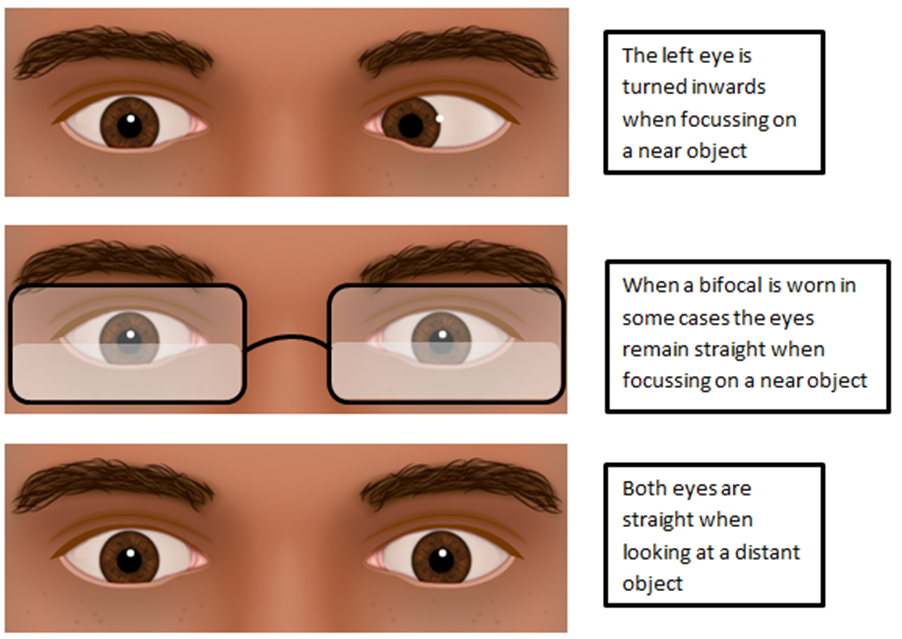 The left eye is
turned inwards
when focussing on
a near object
When a bifocal is worn in
some cases the eyes
remain straight when
focussing on a near object
Both eyes are
straight when
looking at a distant
object